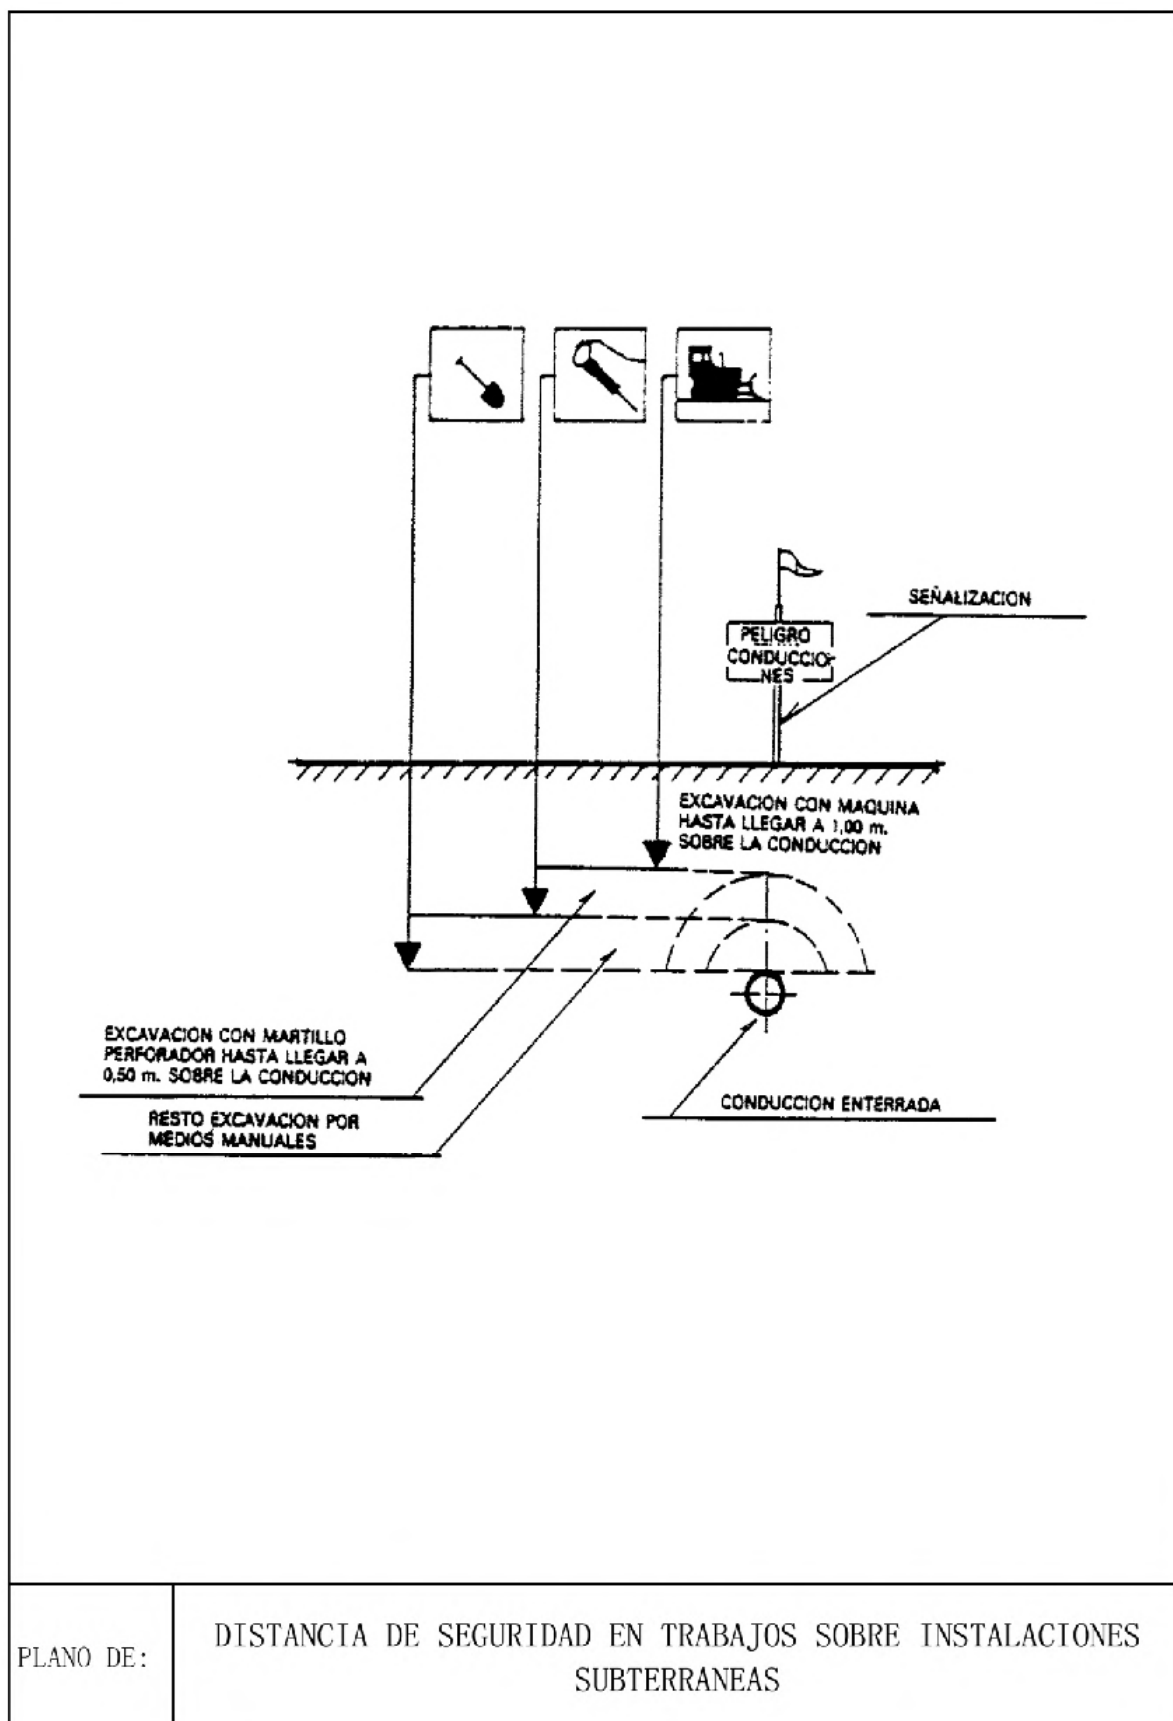 SEÑALIZACION
PELIGRO
CONDUCCIO-
NES
EXCAVACION CON MAQUINA
HASTA LLEGAR A 1,00 m.
SOBRE LA CONDUCCION
EXCAVACION CON MARTILLO
PERFORADOR HASTA LLEGAR A
0,50 m. SOBRE LA CONDUCCION
RESTO EXCAVACION POR
MEDIOS MANUALES
CONDUCCION ENTERRADA
PLANO DE:
DISTANCIA DE SEGURIDAD EN TRABAJOS SOBRE INSTALACIONES
SUBTERRANEAS